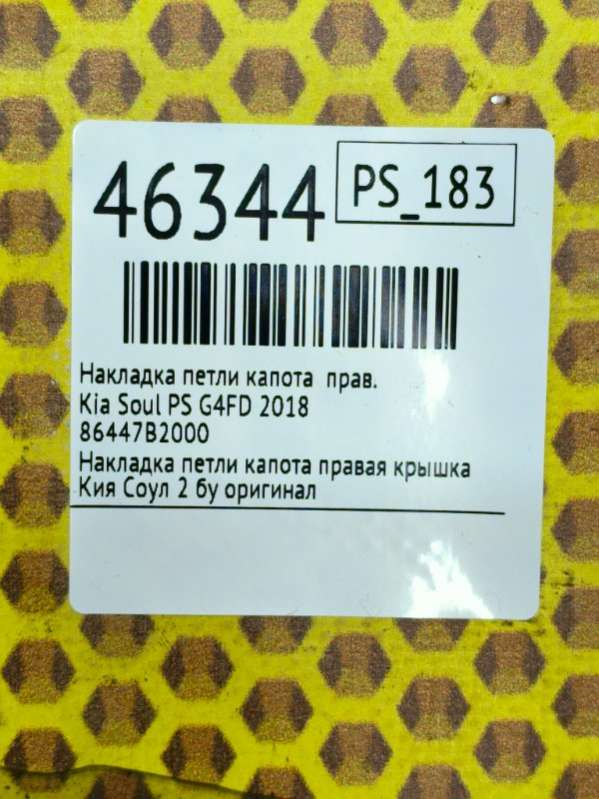 46344
PS_183
Накладка петли капота прав.
Kia Soul PS G4FD 2018
86447B2000
Накладка петли капота правая крышка
Кия Соул 2 бу оригинал